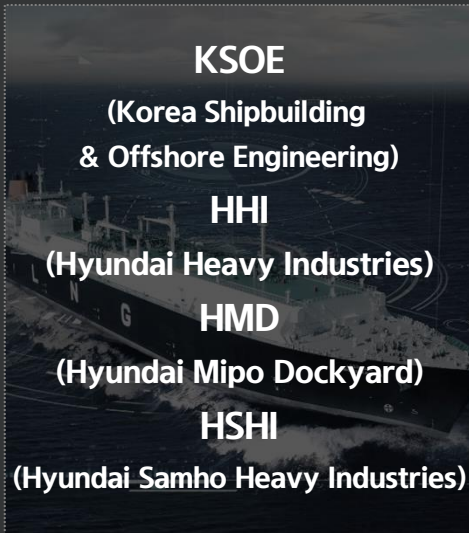 KSOE
(Korea Shipbuilding
& Offshore Engineering)
HHI
(Hyundai Heavy Industries)
HMD
(Hyundai Mipo Dockyard)
HSHI
(Hyundai Samho Heavy Industries)
L N G